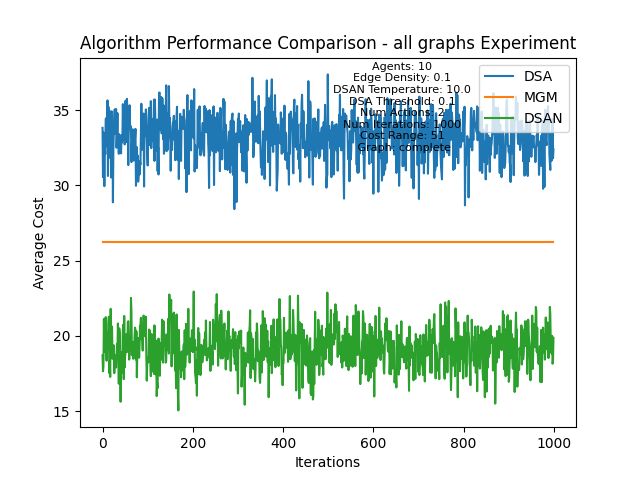 Algorithm Performance Comparison - all graphs Experiment
Agents: 10
Edge Density: 0.1
DSAN Temperature: 10.0
DSA Threshold: 0.1
Num Actions: 2
Num Iterations: 1000
Cost Range: 51
Graph: complete
DSA
MGM
DSAN
Average Cost
35
30
25
20
15
0
200
400
600
800
1000
Iterations